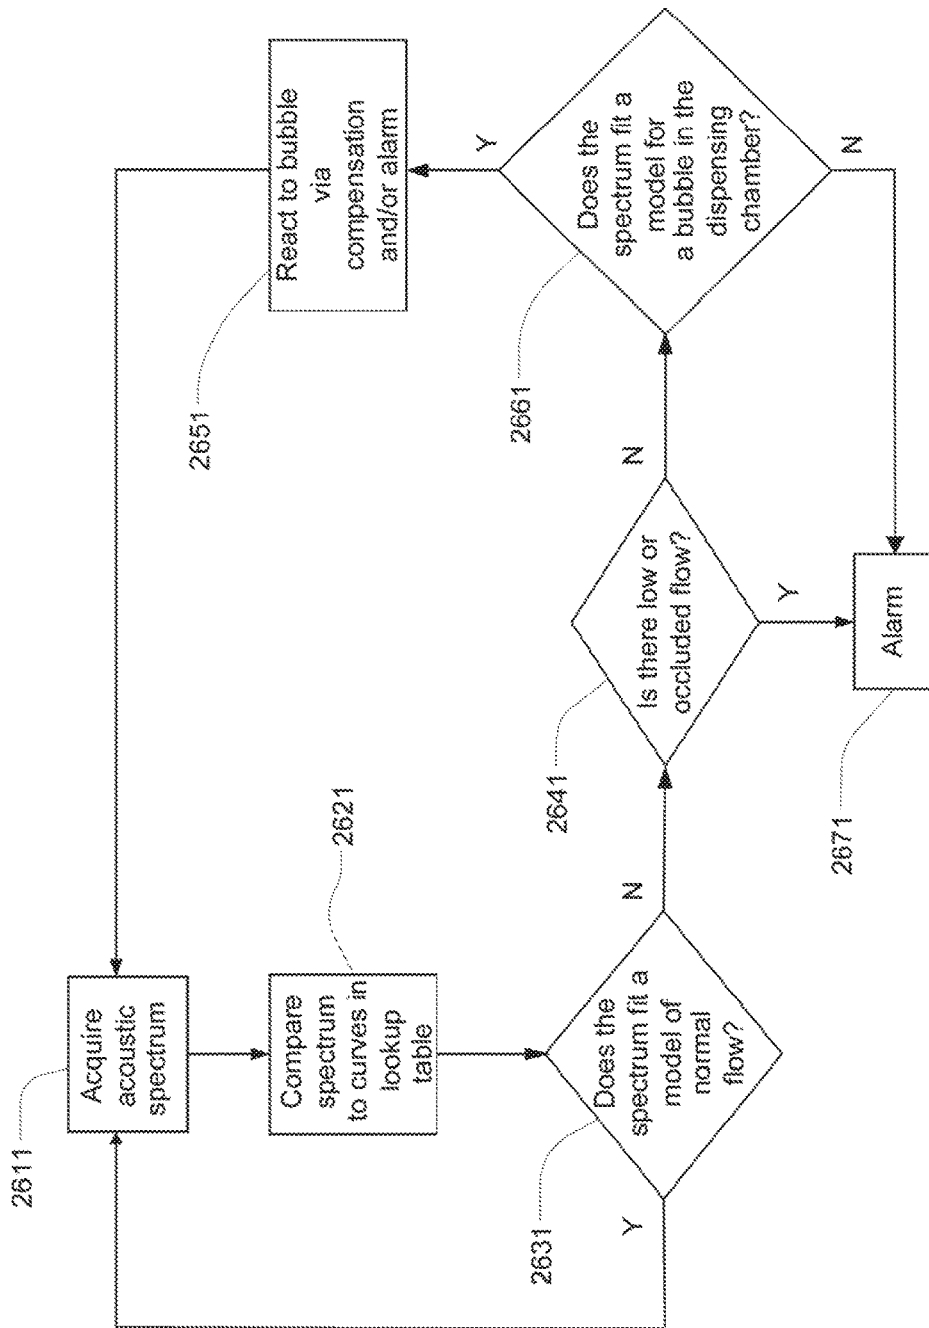 2611
Acquire
acoustic
spectrum
Compare
spectrum
to curves in
lookup
table
2621
2631
Does the
spectrum fit a
model of
normal
flow?
Y
N
2641
Is there low or
occluded flow?
N
Y
2651
React to bubble
via
compensation
and/or alarm
2661
Does the
spectrum fit a
model for
a bubble in the
dispensing
chamber?
Y
N
2671
Alarm